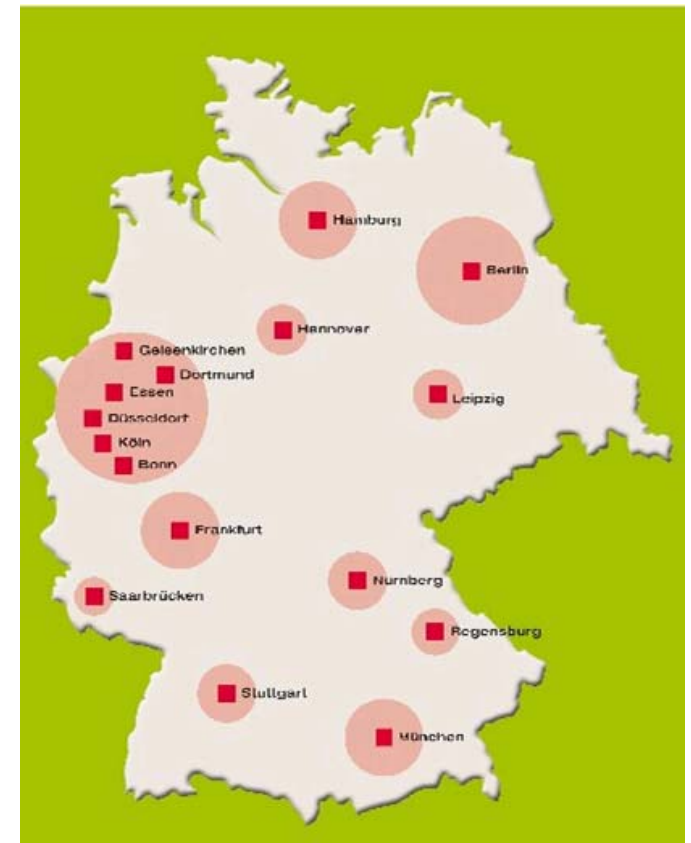 Hamburg
Berlin
Hannover
Gelsenkirchen
Dortmund
Essen
Düsseldorf
Leipzig
Köln
Bonn
Frankfurt
Nürnberg
Saarbrücken
Regensburg
Stuttgart
München